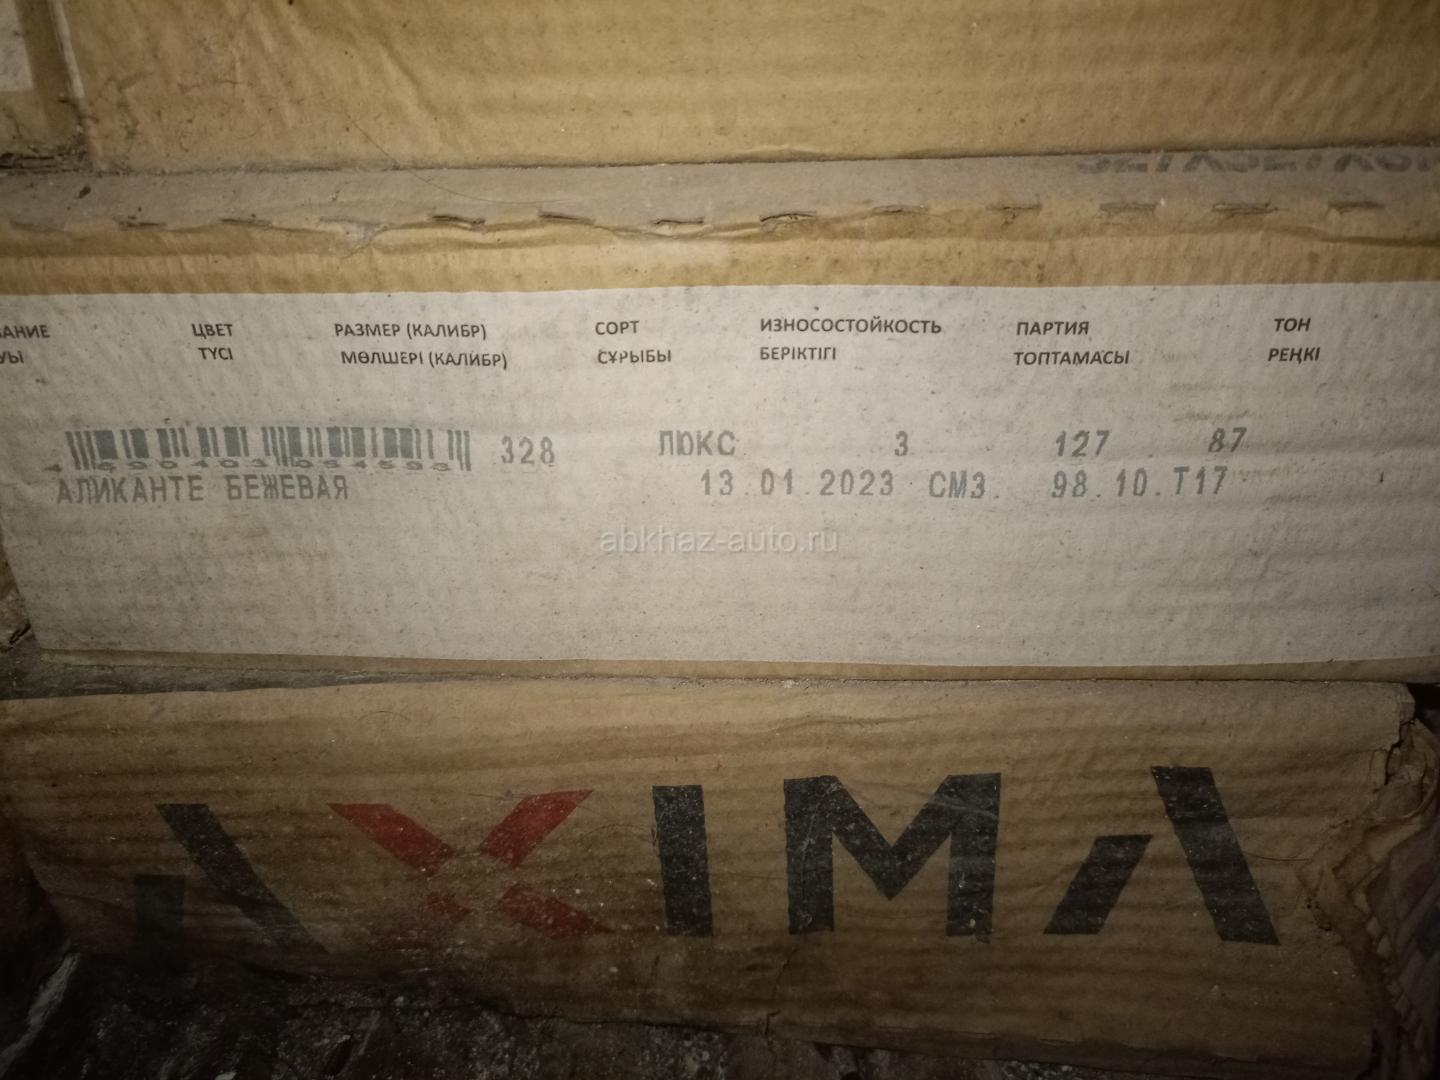 ЦВЕТ РАЗМЕР (КАЛИБР) СОРТ ИЗНОСОСТОЙКОСТЬ ПАРТИЯ ТОН
ТҮСІ МӨЛШЕРІ (КАЛИБР) СҰРЫБЫ БЕРІКТІГІ ТОПТАМАСЫ РЕҢКІ
328 ЛЮКС 3 127 87
АЛИКАНТЕ БЕЖЕВАЯ 13.01.2023 СМ3. 98.10.Т17
abkhaz-auto.ru
AXIMA